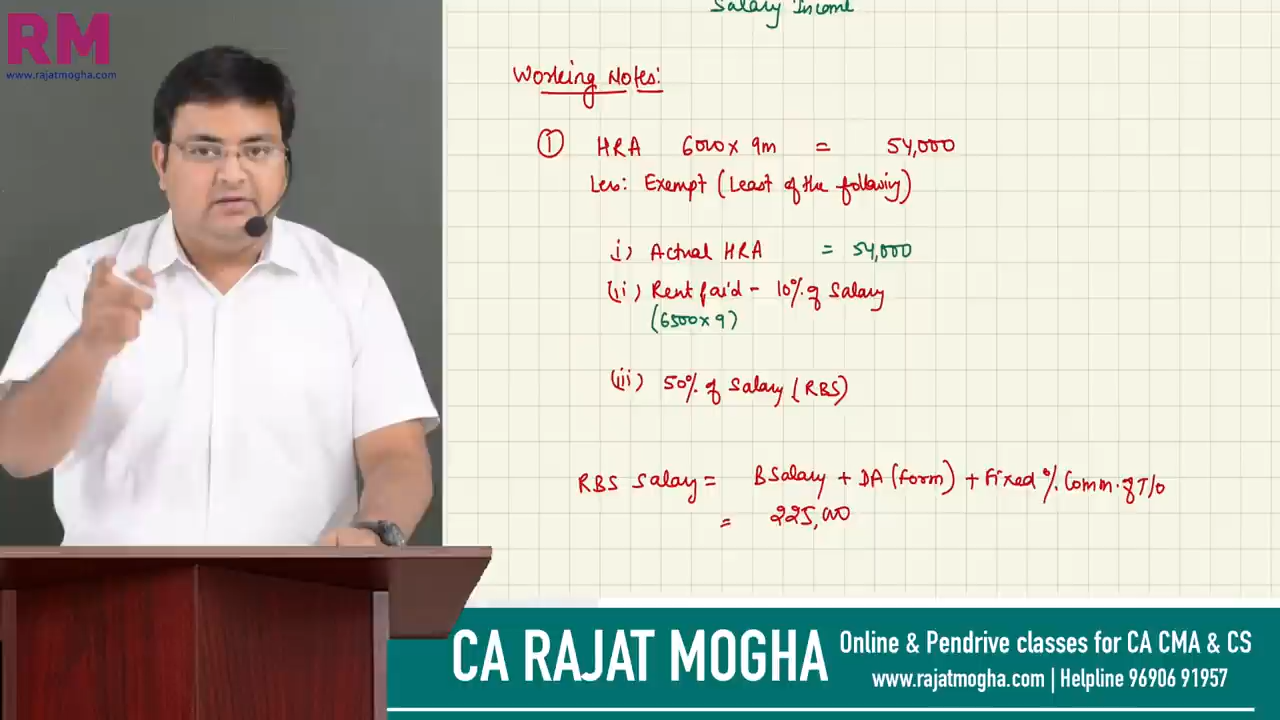 RM
www.rajatmogha.com
Salary Income
Working Notes:
① HRA 6000 x 9m = 54,000
Less: Exempt (Least of the following)
i) Actual HRA = 54,000
(ii) Rent paid - 10% of Salary
(6500 x 9)
(iii) 50% of Salary (RBS)
RBS Salary = B Salary + DA (Form) + Fixed % Comm. of T/o
= 225,000
CA RAJAT MOGHA
Online & Pendrive classes for CA CMA & CS
www.rajatmogha.com | Helpline 96906 91957